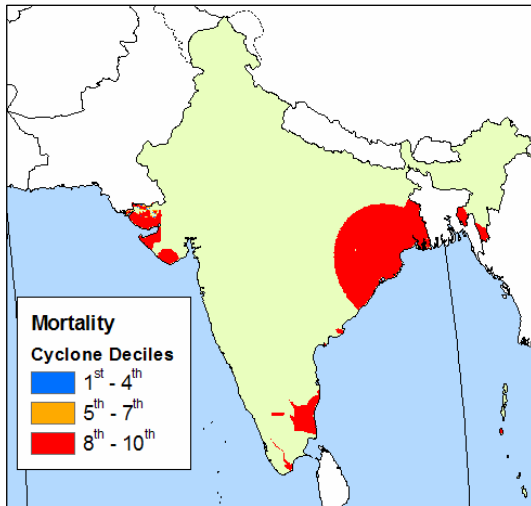 Mortality
Cyclone Deciles
1st - 4th
5th - 7th
8th - 10th